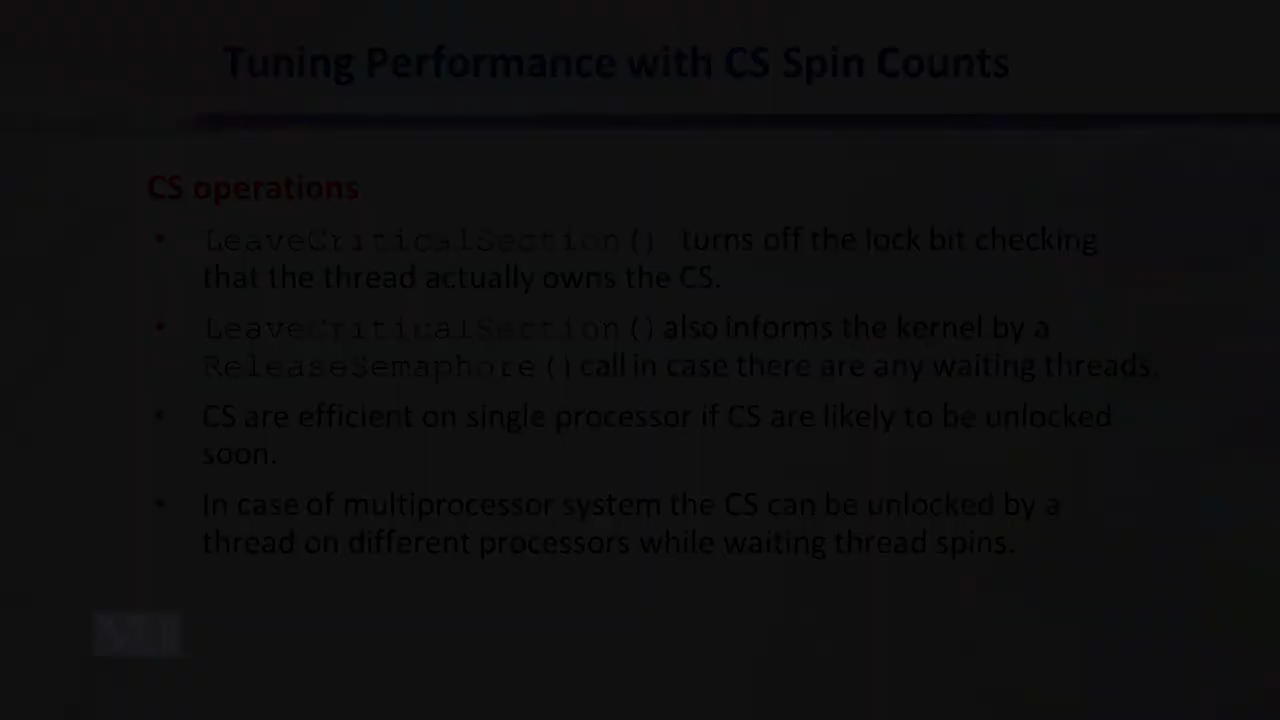 Tuning Performance with CS Spin Counts
CS operations
• LeaveCriticalSection() turns off the lock bit checking
that the thread actually owns the CS.
• LeaveCriticalSection() also informs the kernel by a
ReleaseSemaphore() call in case there are any waiting threads.
• CS are efficient on single processor if CS are likely to be unlocked
soon.
• In case of multiprocessor system the CS can be unlocked by a
thread on different processors while waiting thread spins.